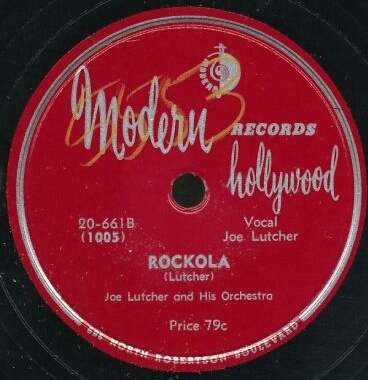 Modern RECORDS
hollywood
20-661B
(1005)
Vocal
Joe Lutcher
ROCKOLA
(Lutcher)
Joe Lutcher and His Orchestra
Price 79c
NORTH ROBERTSON BOULEVARD